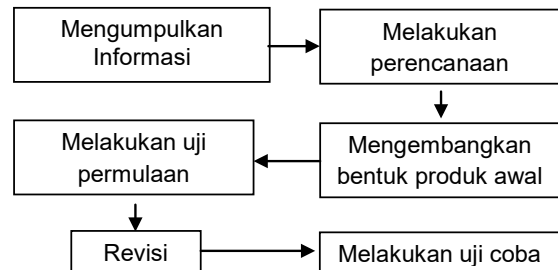 Mengumpulkan
Informasi
Melakukan
perencanaan
Mengembangkan
bentuk produk awal
Melakukan uji
permulaan
Revisi
Melakukan uji coba